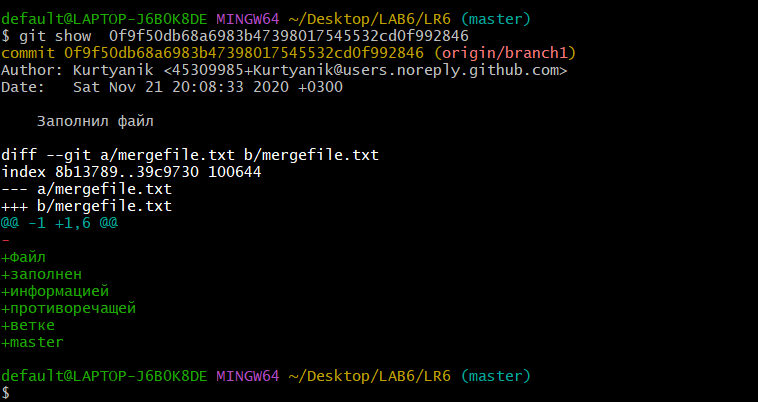 default@LAPTOP-J6BOK8DE MINGW64 ~/Desktop/LAB6/LR6 (master)
$ git show  0f9f50db68a6983b47398017545532cd0f992846
commit 0f9f50db68a6983b47398017545532cd0f992846 (origin/branch1)
Author: Kurtyanik <45309985+Kurtyanik@users.noreply.github.com>
Date:   Sat Nov 21 20:08:33 2020 +0300
    Заполнил файл
diff --git a/mergefile.txt b/mergefile.txt
index 8b13789..39c9730 100644
--- a/mergefile.txt
+++ b/mergefile.txt
@@ -1 +1,6 @@
-
+Файл
+заполнен
+информацией
+противоречащей
+ветке
+master
default@LAPTOP-J6BOK8DE MINGW64 ~/Desktop/LAB6/LR6 (master)
$